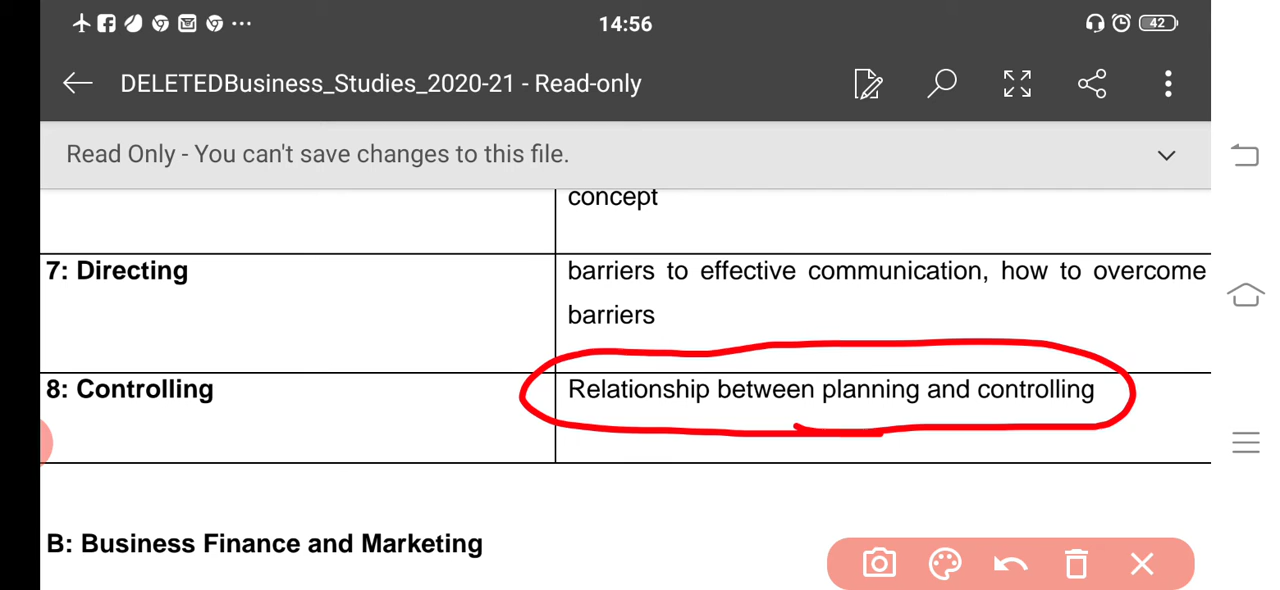 14:56
42
DELETEDBusiness_Studies_2020-21 - Read-only
Read Only - You can't save changes to this file.
concept
7: Directing
barriers to effective communication, how to overcome
barriers
8: Controlling
Relationship between planning and controlling
B: Business Finance and Marketing